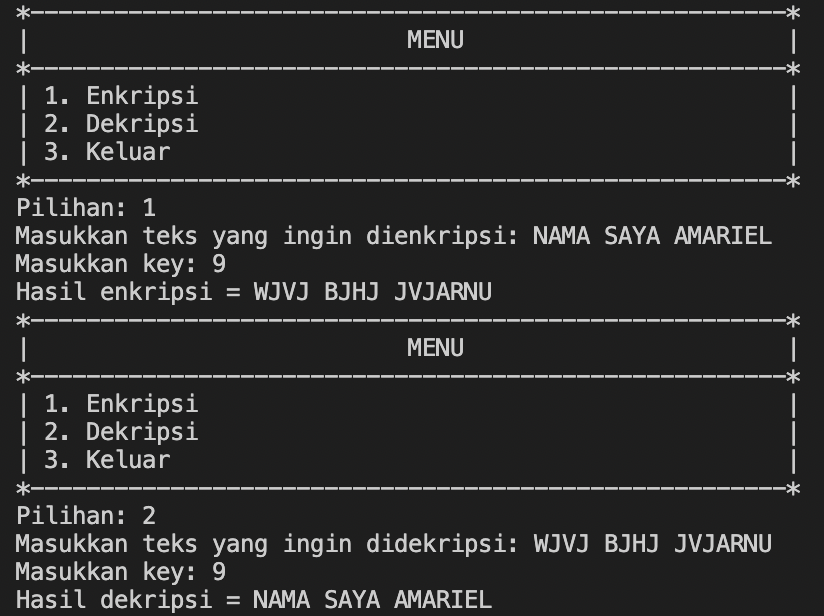 *------------------------------------------------------*
|                           MENU                       |
*------------------------------------------------------*
| 1. Enkripsi                                          |
| 2. Dekripsi                                          |
| 3. Keluar                                            |
*------------------------------------------------------*
Pilihan: 1
Masukkan teks yang ingin dienkripsi: NAMA SAYA AMARIEL
Masukkan key: 9
Hasil enkripsi = WJVJ BJHJ JVJARNU
*------------------------------------------------------*
|                           MENU                       |
*------------------------------------------------------*
| 1. Enkripsi                                          |
| 2. Dekripsi                                          |
| 3. Keluar                                            |
*------------------------------------------------------*
Pilihan: 2
Masukkan teks yang ingin didekripsi: WJVJ BJHJ JVJARNU
Masukkan key: 9
Hasil dekripsi = NAMA SAYA AMARIEL